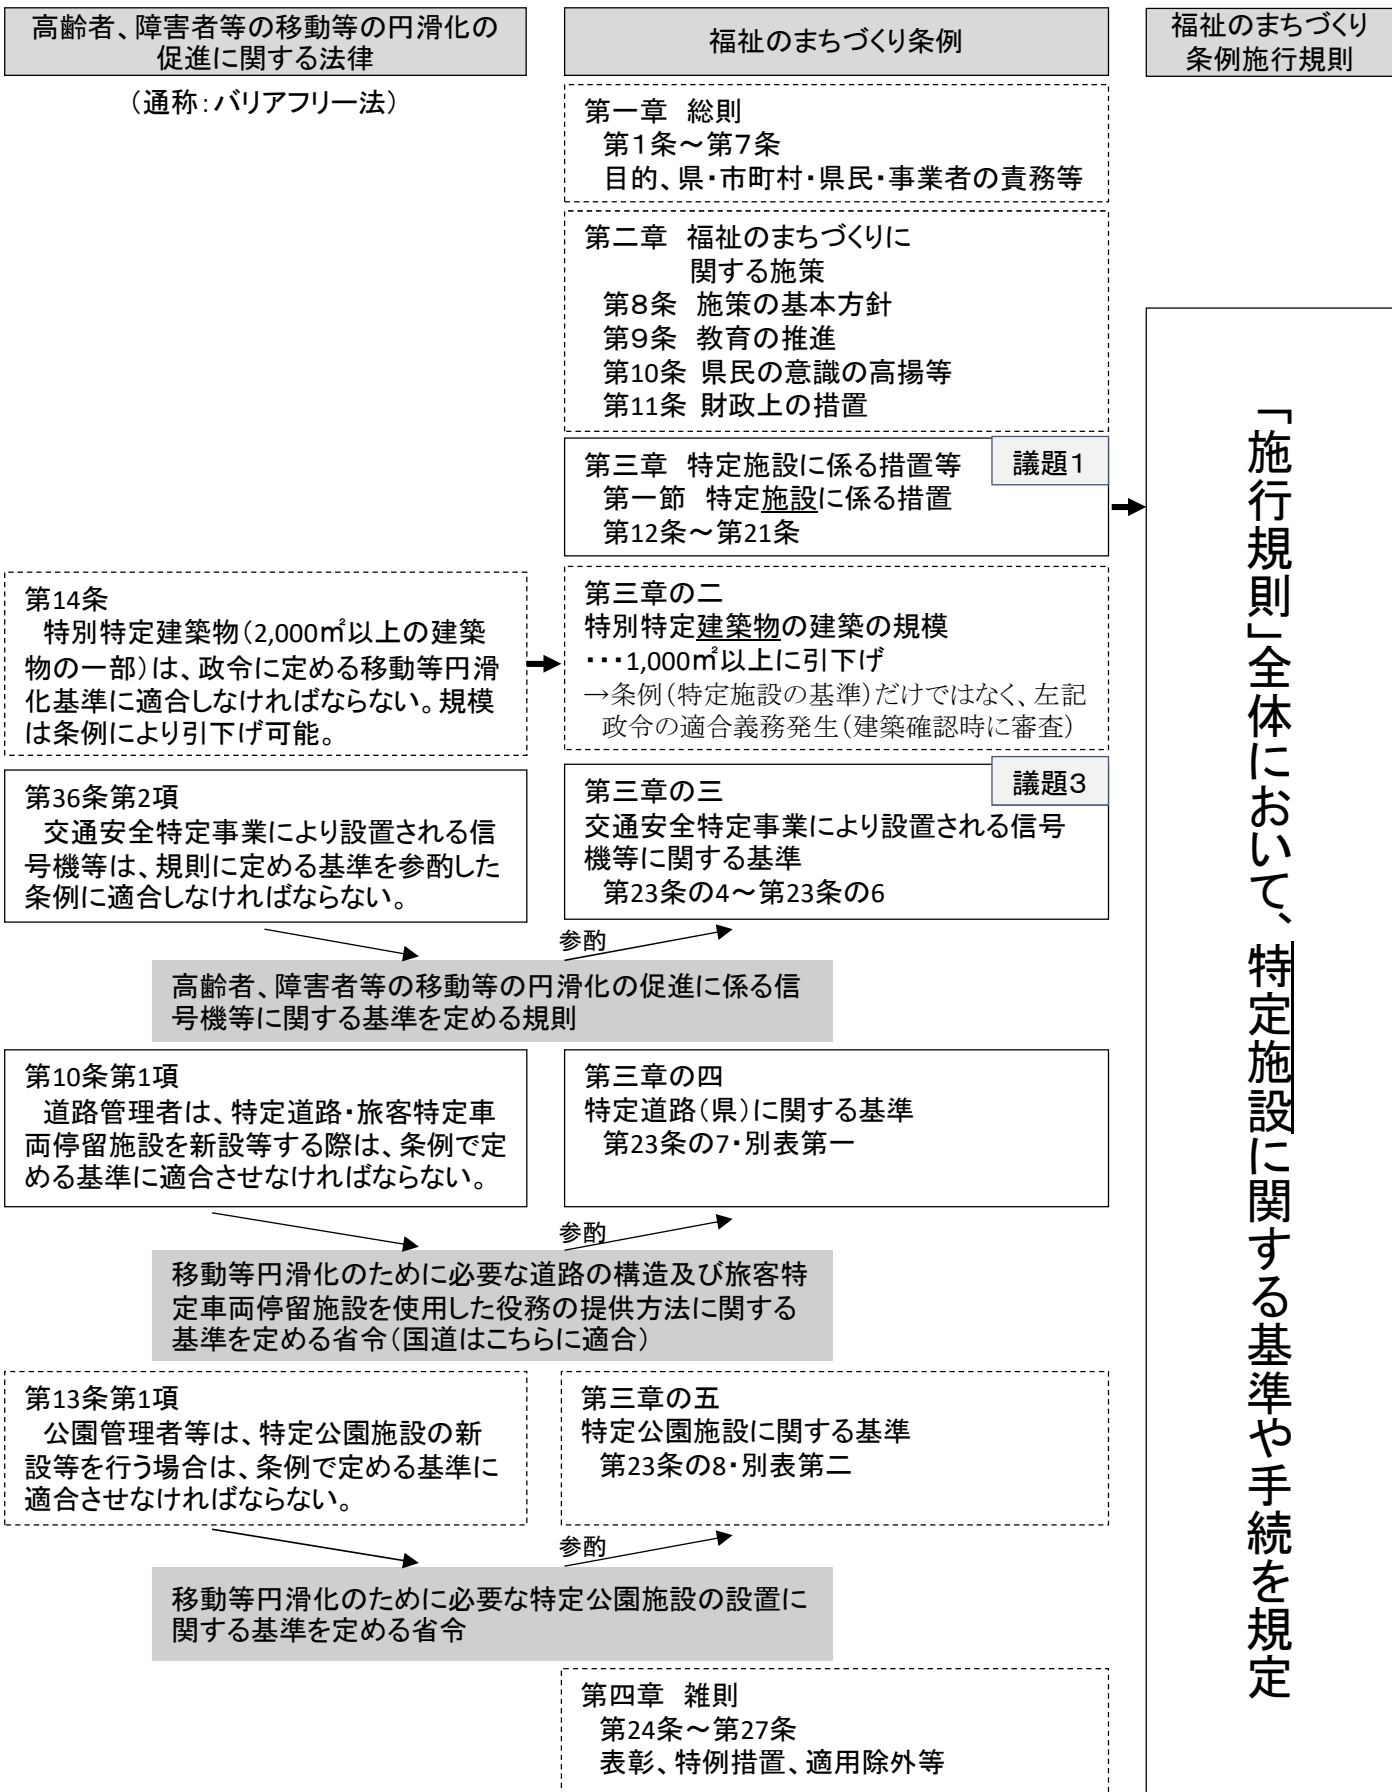 高齢者、障害者等の移動等の円滑化の
促進に関する法律
（通称：バリアフリー法）
福祉のまちづくり条例
福祉のまちづくり
条例施行規則
第一章 総則
第1条～第7条
目的、県・市町村・県民・事業者の責務等
第二章 福祉のまちづくりに
関する施策
第8条 施策の基本方針
第9条 教育の推進
第10条 県民の意識の高揚等
第11条 財政上の措置
第三章 特定施設に係る措置等
議題1
第一節 特定施設に係る措置
第12条～第21条
第14条
特別特定建築物（2,000㎡以上の建築
物の一部）は、政令に定める移動等円滑
化基準に適合しなければならない。規模
は条例により引下げ可能。
第三章の二
特別特定建築物の建築の規模
・・・1,000㎡以上に引下げ
→条例（特定施設の基準）だけではなく、左記
政令の適合義務発生（建築確認時に審査）
第36条第2項
交通安全特定事業により設置される信
号機等は、規則に定める基準を参酌した
条例に適合しなければならない。
第三章の三
議題3
交通安全特定事業により設置される信号
機等に関する基準
第23条の4～第23条の6
参酌
高齢者、障害者等の移動等の円滑化の促進に係る信
号機等に関する基準を定める規則
第10条第1項
道路管理者は、特定道路・旅客特定車
両停留施設を新設等する際は、条例で定
める基準に適合させなければならない。
第三章の四
特定道路（県）に関する基準
第23条の7・別表第一
参酌
移動等円滑化のために必要な道路の構造及び旅客特
定車両停留施設を使用した役務の提供方法に関する
基準を定める省令（国道はこちらに適合）
第13条第1項
公園管理者等は、特定公園施設の新
設等を行う場合は、条例で定める基準に
適合させなければならない。
第三章の五
特定公園施設に関する基準
第23条の8・別表第二
参酌
移動等円滑化のために必要な特定公園施設の設置に
関する基準を定める省令
第四章 雑則
第24条～第27条
表彰、特例措置、適用除外等
「施行規則」全体において、特定施設に関する基準や手続を規定